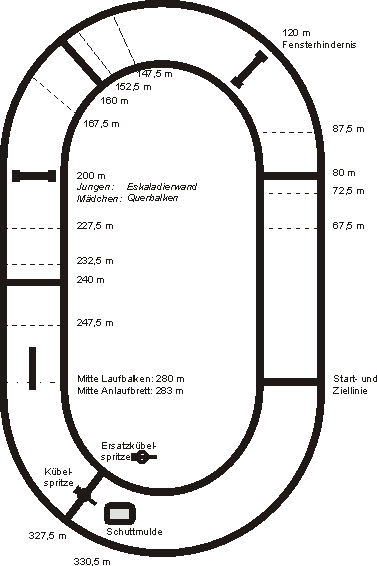 120 m
Fensterhindernis
147,5 m
152,5 m
160 m
167,5 m
87,5 m
80 m
72,5 m
67,5 m
200 m
Jungen: Eskaladierwand
Mädchen: Querbalken
227,5 m
232,5 m
240 m
247,5 m
Mitte Laufbalken: 280 m
Mitte Anlaufbrett: 283 m
Start- und
Ziellinie
Ersatzkübel-
spritze
Kübel-
spritze
Schuttmulde
327,5 m
330,5 m